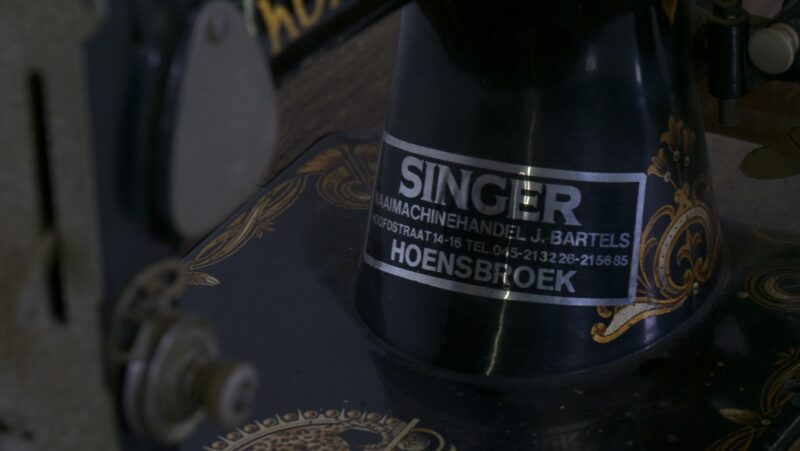 SINGER
NAAIMACHINEHANDEL J. BARTELS
HOOFDSTRAAT 14-16 TEL. 045-213226-215685
HOENSBROEK